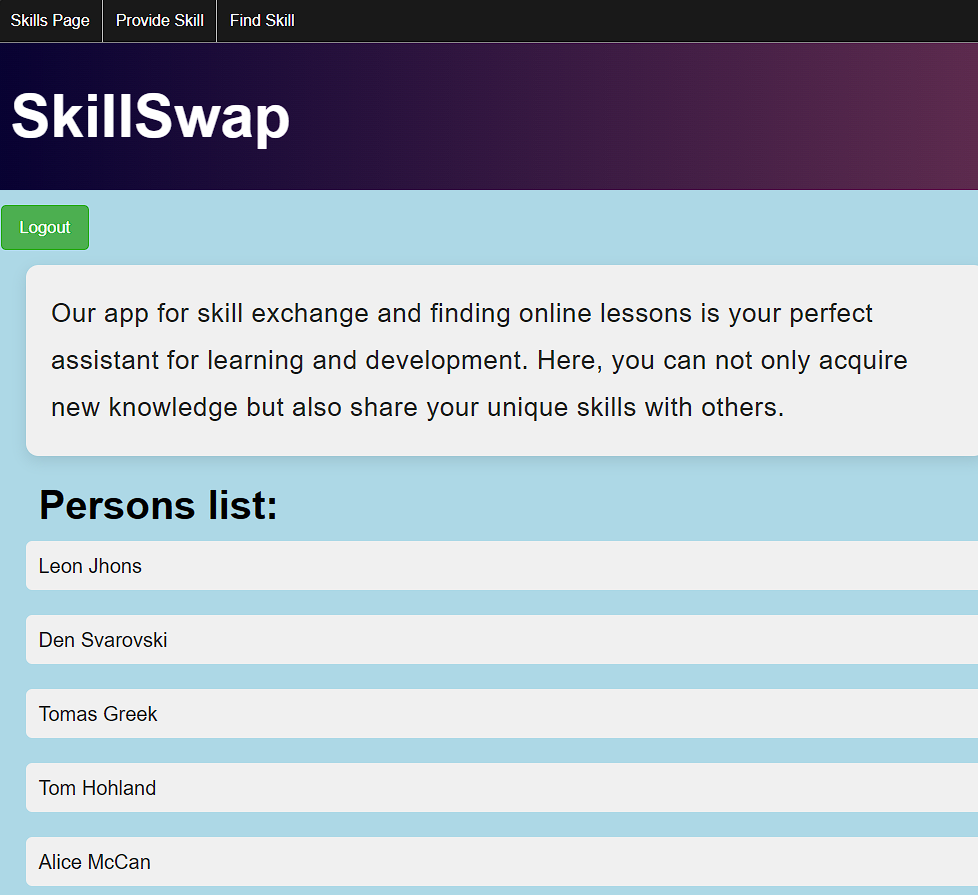 Skills Page Provide Skill Find Skill
SkillSwap
Logout
Our app for skill exchange and finding online lessons is your perfect
assistant for learning and development. Here, you can not only acquire
new knowledge but also share your unique skills with others.
Persons list:
Leon Jhons
Den Svarovski
Tomas Greek
Tom Hohland
Alice McCan